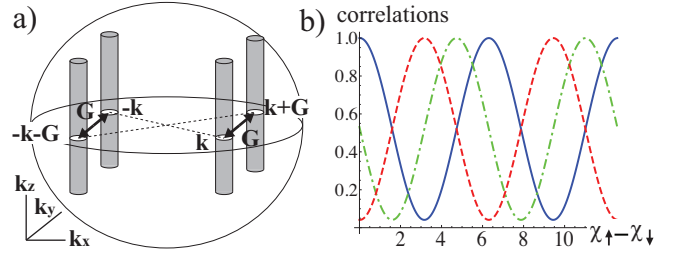 a)
-k
k+G
G
-k-G
k
G
kz
ky
kx
b) correlations
1.0
0.8
0.6
0.4
0.2
2 4 6 8 10 χ↑−χ↓